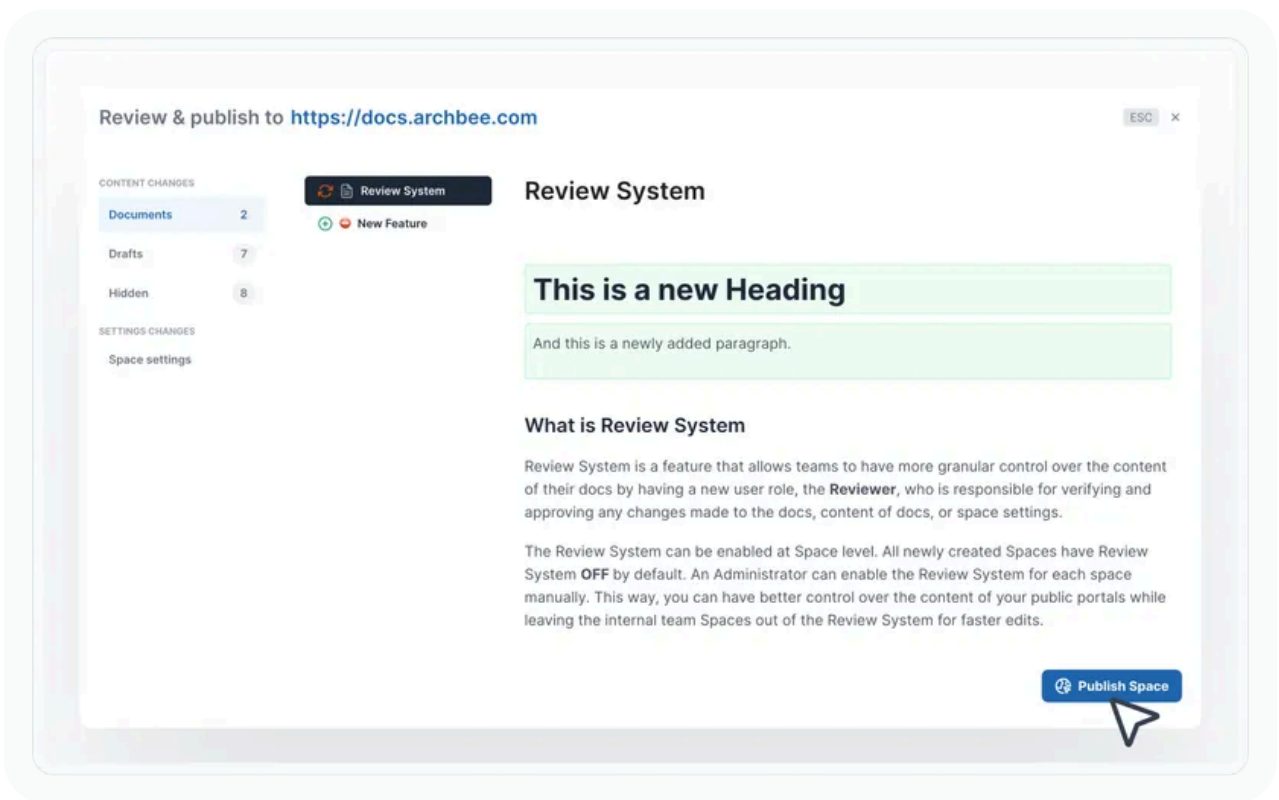 Review & publish to https://docs.archbee.com
ESC ×
CONTENT CHANGES
Documents 2
Drafts 7
Hidden 8
SETTINGS CHANGES
Space settings
Review System
New Feature
Review System
This is a new Heading
And this is a newly added paragraph.
What is Review System
Review System is a feature that allows teams to have more granular control over the content
of their docs by having a new user role, the Reviewer, who is responsible for verifying and
approving any changes made to the docs, content of docs, or space settings.
The Review System can be enabled at Space level. All newly created Spaces have Review
System OFF by default. An Administrator can enable the Review System for each space
manually. This way, you can have better control over the content of your public portals while
leaving the internal team Spaces out of the Review System for faster edits.
Publish Space